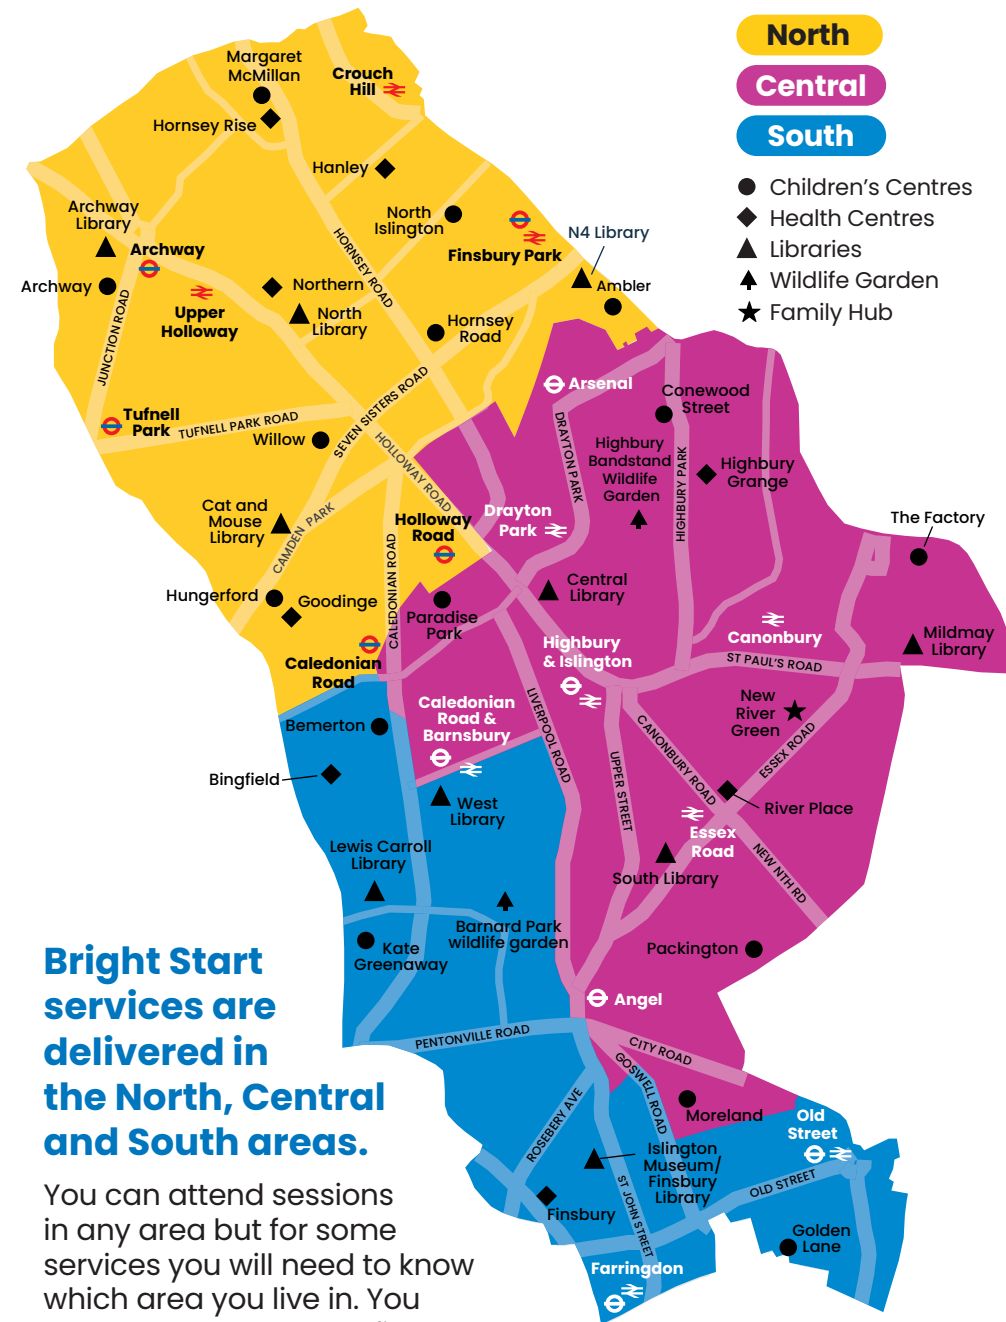 North
Central
South
Children's Centres
Health Centres
Libraries
Wildlife Garden
Family Hub
Margaret
McMillan
Crouch
Hill
Hornsey Rise
Hanley
Archway
Library
North
Islington
HORNSEY ROAD
N4 Library
Archway
Finsbury Park
Archway
Northern
Ambler
Upper
Holloway
North
Library
Hornsey
Road
JUNCTION ROAD
Arsenal
Conewood
Street
Tufnell
Park
TUFNELL PARK ROAD
Willow
SEVEN SISTERS ROAD
HOLLOWAY ROAD
DRAYTON PARK
Highbury
Bandstand
Wildlife
Garden
HIGHBURY PARK
Highbury
Grange
Cat and
Mouse
Library
CAMDEN PARK
Holloway
Road
Drayton
Park
The Factory
CALEDONIAN ROAD
Hungerford
Goodinge
Paradise
Park
Central
Library
Canonbury
Mildmay
Library
Caledonian
Road
Highbury
& Islington
ST PAUL'S ROAD
Bemerton
Caledonian
Road &
Barnsbury
LIVERPOOL ROAD
New
River
Green
CANONBURY ROAD
ESSEX ROAD
UPPER STREET
Bingfield
West
Library
River Place
Essex
Road
Lewis Carroll
Library
South Library
NEW NTH RD
Barnard Park
wildlife garden
Kate
Greenaway
Packington
Angel
PENTONVILLE ROAD
CITY ROAD
GOSWELL ROAD
Moreland
Old
Street
ROSEBERY AVE
Islington
Museum/
Finsbury
Library
ST JOHN STREET
OLD STREET
Finsbury
Golden
Lane
Farringdon
Bright Start
services are
delivered in
the North, Central
and South areas.
You can attend sessions
in any area but for some
services you will need to know
which area you live in. You